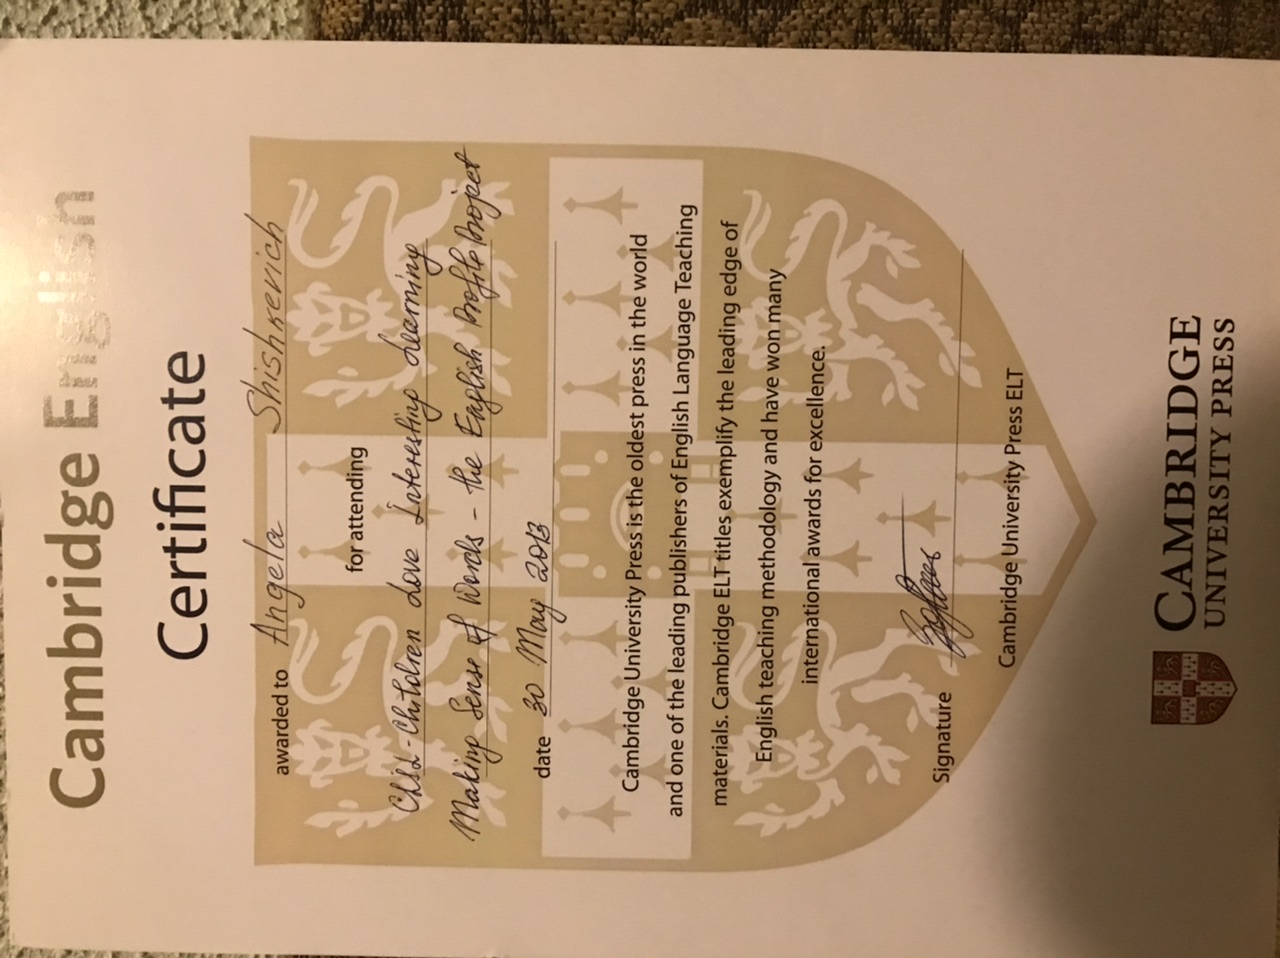 Cambridge English
Certificate
awarded to Angela Shishkevich
for attending
CLIL-Children Love Interesting Learning
Making Sense of Words - the English Profile Project
date 30 May 2013
Cambridge University Press is the oldest press in the world
and one of the leading publishers of English Language Teaching
materials. Cambridge ELT titles exemplify the leading edge of
English teaching methodology and have won many
international awards for excellence.
Signature
Cambridge University Press ELT
CAMBRIDGE
UNIVERSITY PRESS